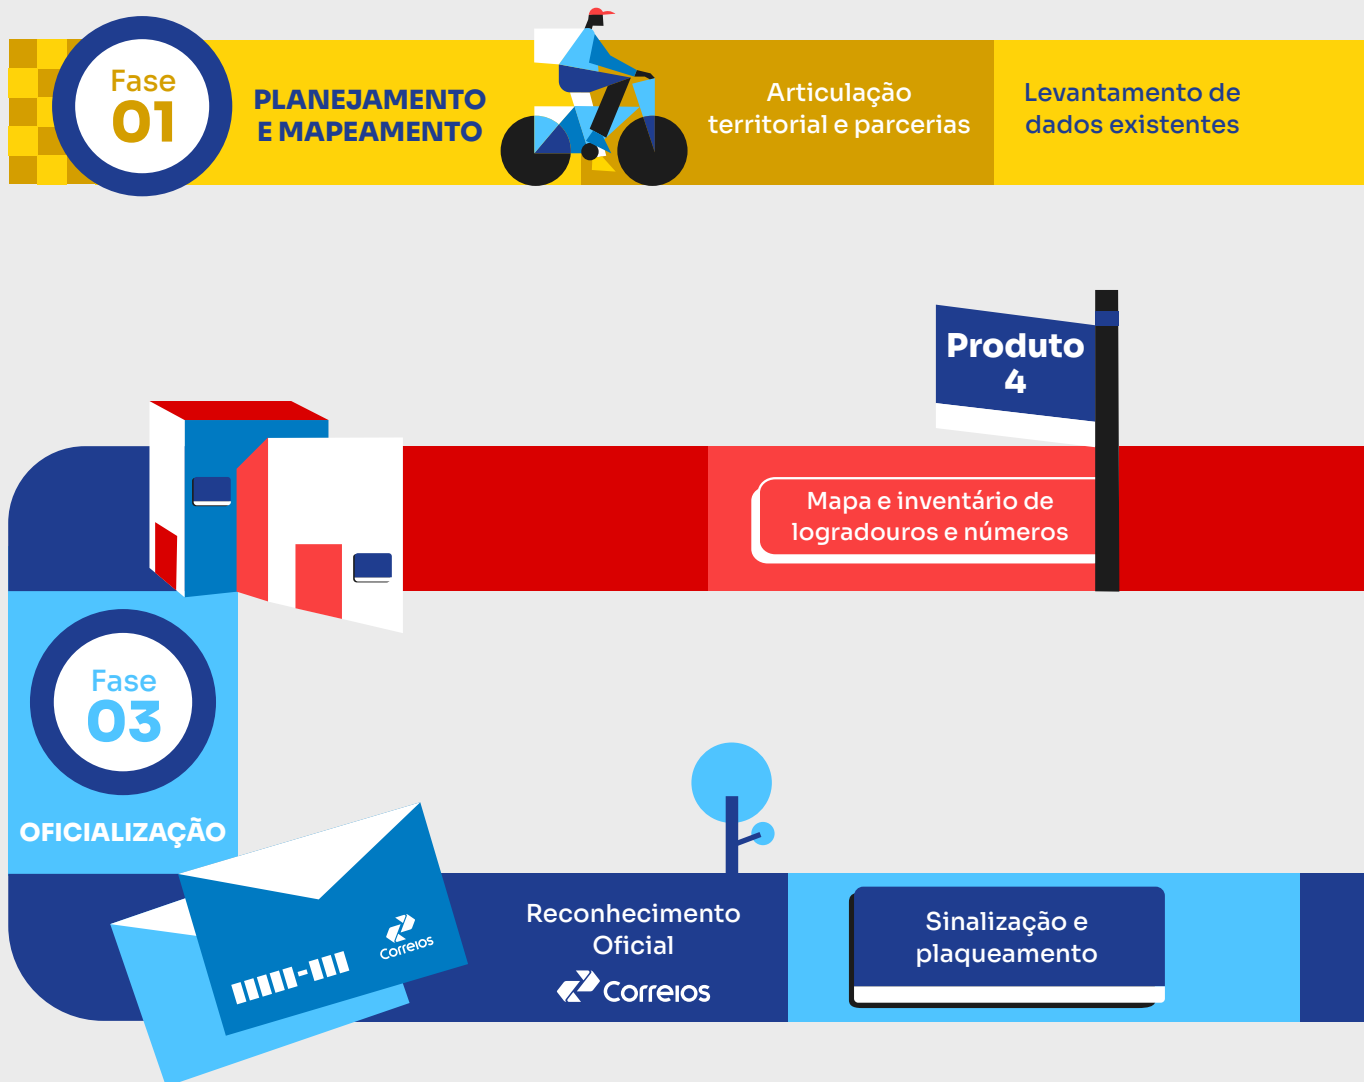 Fase
01
PLANEJAMENTO
E MAPEAMENTO
Articulação
territorial e parcerias
Levantamento de
dados existentes
Produto
4
Mapa e inventário de
logradouros e números
Fase
03
OFICIALIZAÇÃO
Correios
Reconhecimento
Oficial
Correios
Sinalização e
plaqueamento